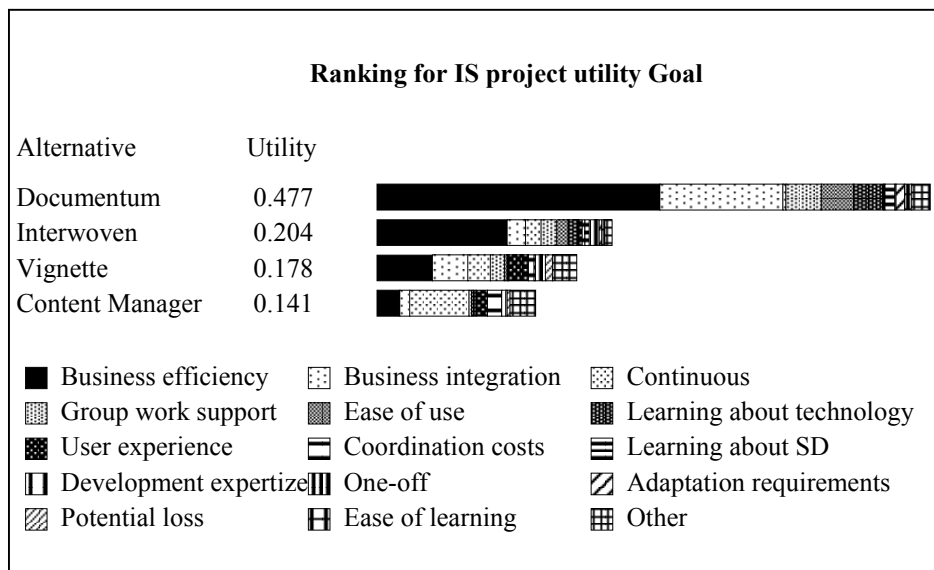 Ranking for IS project utility Goal
Alternative Utility
Documentum 0.477
Interwoven 0.204
Vignette 0.178
Content Manager 0.141
Business efficiency Business integration Continuous
Group work support Ease of use Learning about technology
User experience Coordination costs Learning about SD
Development expertize One-off Adaptation requirements
Potential loss Ease of learning Other